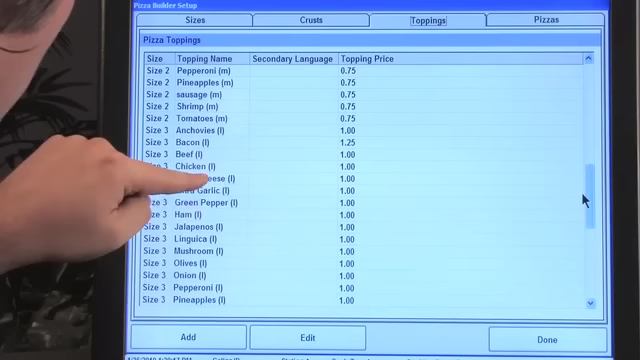 Pizza Builder Setup
Sizes Crusts Toppings Pizzas
Pizza Toppings
Size Topping Name Secondary Language Topping Price
Size 2 Pepperoni (m) 0.75
Size 2 Pineapples (m) 0.75
Size 2 sausage (m) 0.75
Size 2 Shrimp (m) 0.75
Size 2 Tomatoes (m) 0.75
Size 3 Anchovies (l) 1.00
Size 3 Bacon (l) 1.25
Size 3 Beef (l) 1.00
3 Chicken (l) 1.00
(l) 1.00
Garlic (l) 1.00
Size 3 Green Pepper (l) 1.00
Size 3 Ham (l) 1.00
Size 3 Jalapenos (l) 1.00
Size 3 Linguica (l) 1.00
Size 3 Mushroom (l) 1.00
Size 3 Olives (l) 1.00
Size 3 Onion (l) 1.00
Size 3 Pepperoni (l) 1.00
Size 3 Pineapples (l) 1.00
Add Edit Done